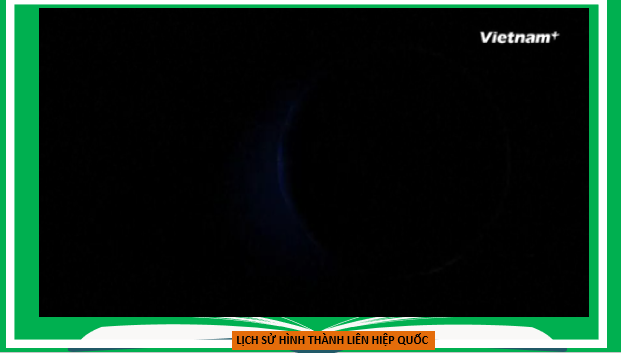 Vietnam+
LỊCH SỬ HÌNH THÀNH LIÊN HIỆP QUỐC